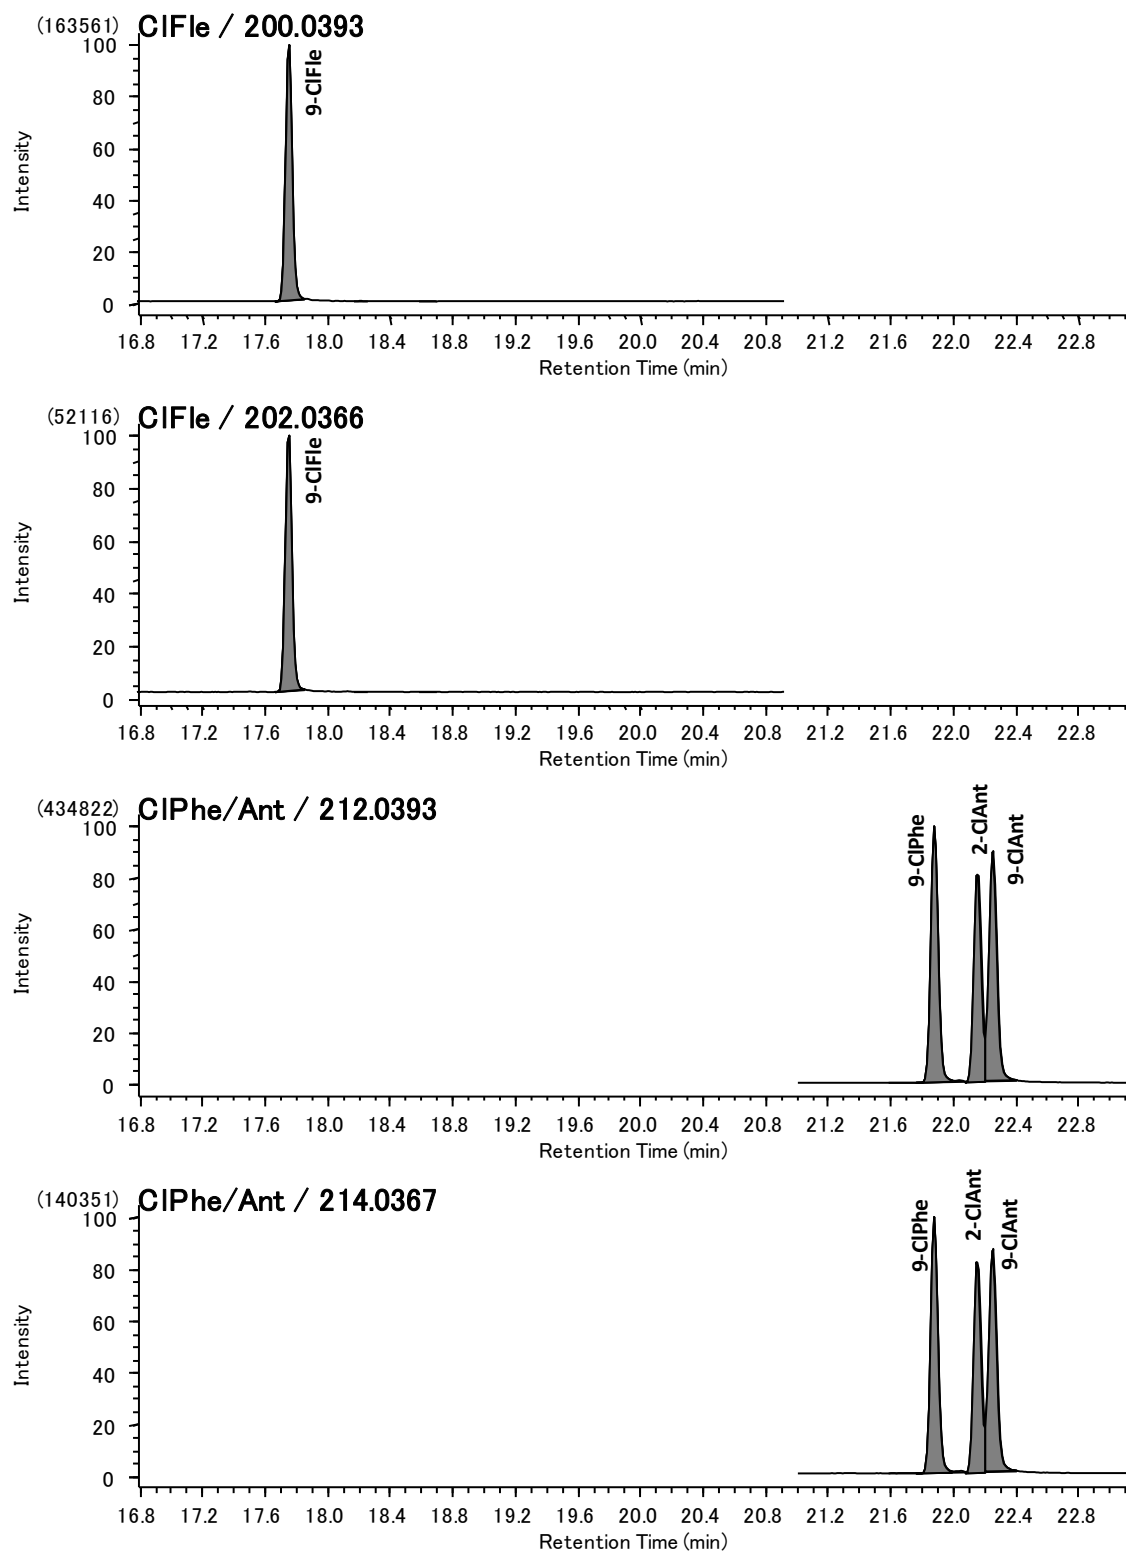 (163561) ClFle / 200.0393
9-ClFle
100
80
60
40
20
0
Intensity
16.8 17.2 17.6 18.0 18.4 18.8 19.2 19.6 20.0 20.4 20.8 21.2 21.6 22.0 22.4 22.8
Retention Time (min)
(52116) ClFle / 202.0366
9-ClFle
100
80
60
40
20
0
Intensity
16.8 17.2 17.6 18.0 18.4 18.8 19.2 19.6 20.0 20.4 20.8 21.2 21.6 22.0 22.4 22.8
Retention Time (min)
(434822) ClPhe/Ant / 212.0393
9-ClPhe
2-ClAnt
9-ClAnt
100
80
60
40
20
0
Intensity
16.8 17.2 17.6 18.0 18.4 18.8 19.2 19.6 20.0 20.4 20.8 21.2 21.6 22.0 22.4 22.8
Retention Time (min)
(140351) ClPhe/Ant / 214.0367
9-ClPhe
2-ClAnt
9-ClAnt
100
80
60
40
20
0
Intensity
16.8 17.2 17.6 18.0 18.4 18.8 19.2 19.6 20.0 20.4 20.8 21.2 21.6 22.0 22.4 22.8
Retention Time (min)